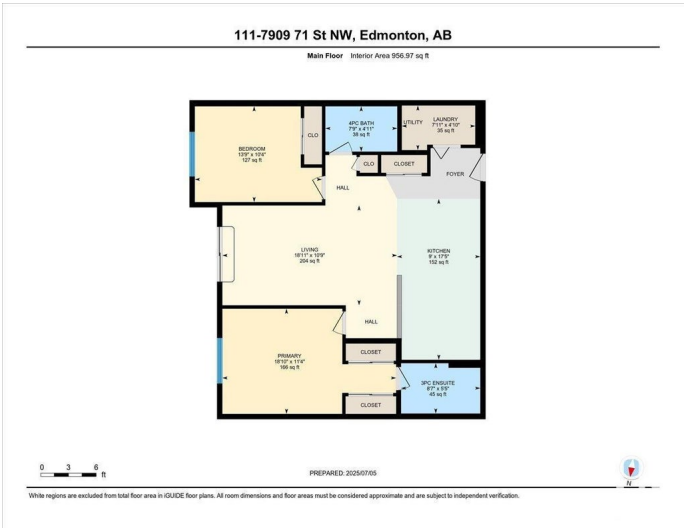 111-7909 71 St NW, Edmonton, AB
Main Floor Interior Area 956.97 sq ft
BEDROOM
13'9" x 10'4"
127 sq ft
CLO
4PC BATH
7'9" x 4'11"
38 sq ft
UTILITY
LAUNDRY
7'11" x 4'10"
35 sq ft
CLO
CLOSET
FOYER
HALL
LIVING
18'11" x 10'9"
204 sq ft
KITCHEN
9' x 17'5"
152 sq ft
HALL
PRIMARY
18'10" x 11'4"
166 sq ft
CLOSET
3PC ENSUITE
8'7" x 5'5"
45 sq ft
CLOSET
0 3 6
ft
PREPARED: 2025/07/05
N
White regions are excluded from total floor area in iGUIDE floor plans. All room dimensions and floor areas must be considered approximate and are subject to independent verification.